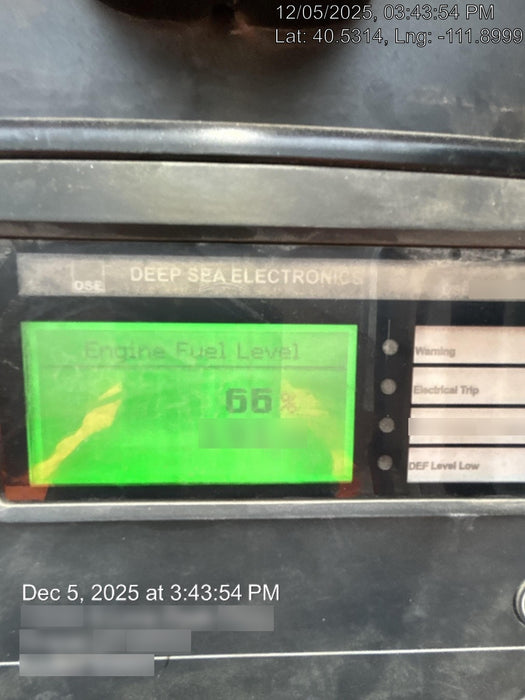 12/05/2025, 03:43:54 PM
Lat: 40.5314, Lng: -111.8999
DSE DEEP SEA ELECTRONICS
Engine Fuel Level
66 %
Warning
Electrical Trip
DEF Level Low
Dec 5, 2025 at 3:43:54 PM